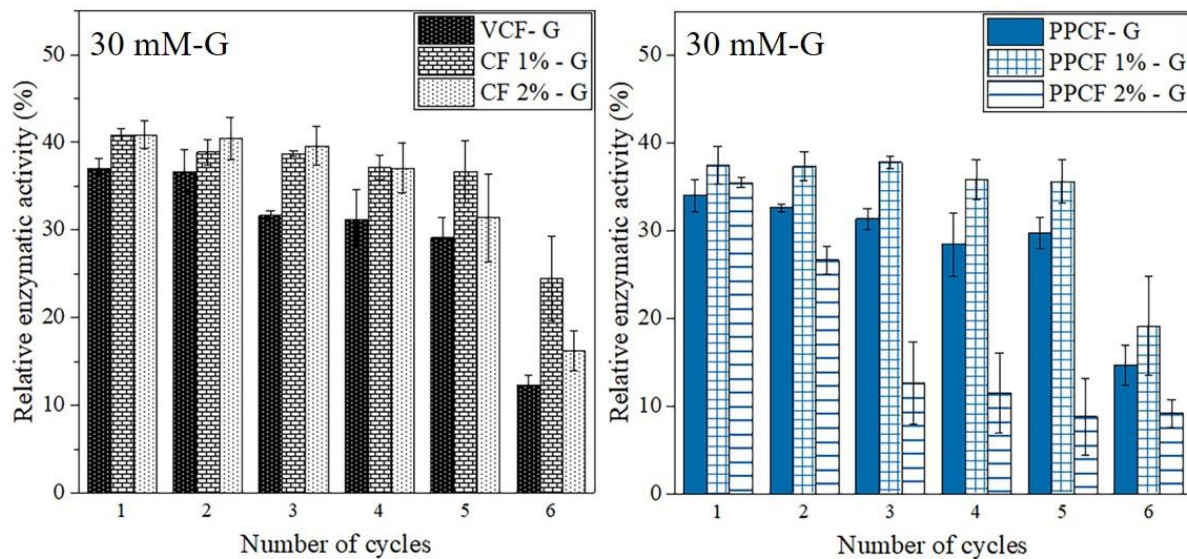 30 mM-G
VCF- G
CF 1% - G
CF 2% - G
Relative enzymatic activity (%)
50
40
30
20
10
0
1 2 3 4 5 6
Number of cycles
30 mM-G
PPCF- G
PPCF 1% - G
PPCF 2% - G
Relative enzymatic activity (%)
50
40
30
20
10
0
1 2 3 4 5 6
Number of cycles